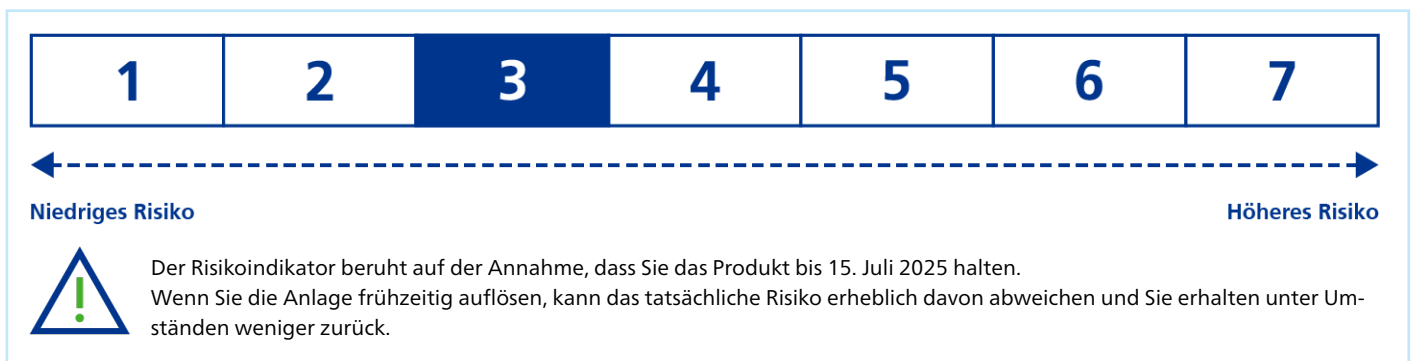 1 2 3 4 5 6 7
Niedriges Risiko Höheres Risiko
Der Risikoindikator beruht auf der Annahme, dass Sie das Produkt bis 15. Juli 2025 halten.
Wenn Sie die Anlage frühzeitig auflösen, kann das tatsächliche Risiko erheblich davon abweichen und Sie erhalten unter Um-
ständen weniger zurück.